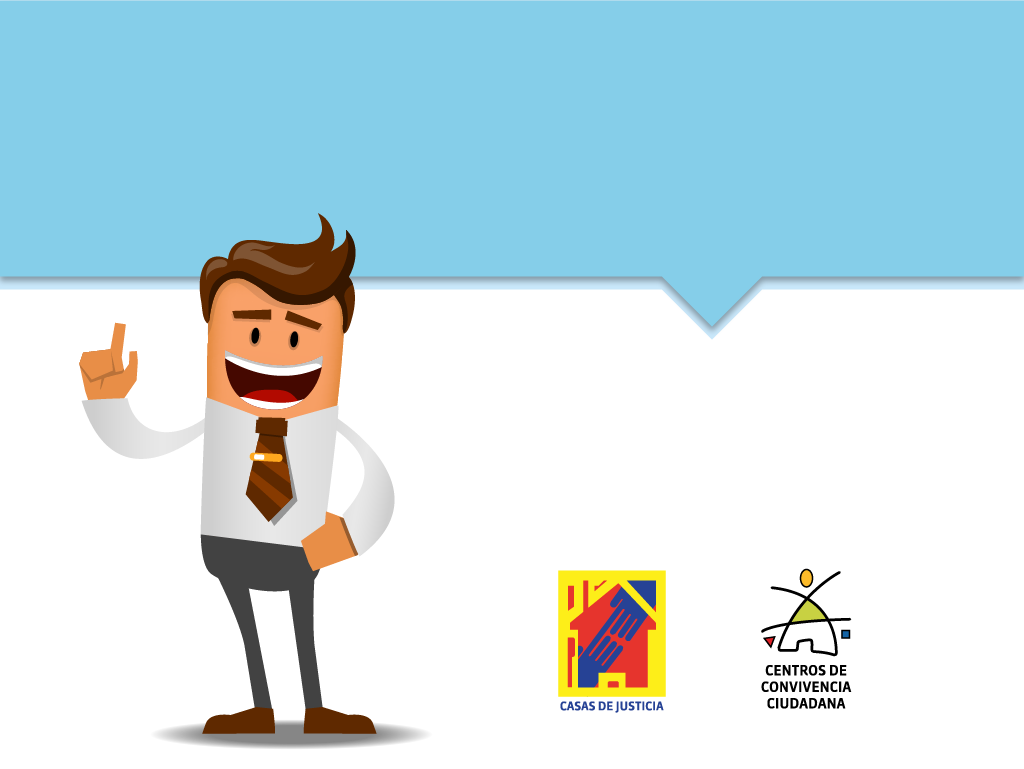 CASAS DE JUSTICIA
CENTROS DE
CONVIVENCIA
CIUDADANA